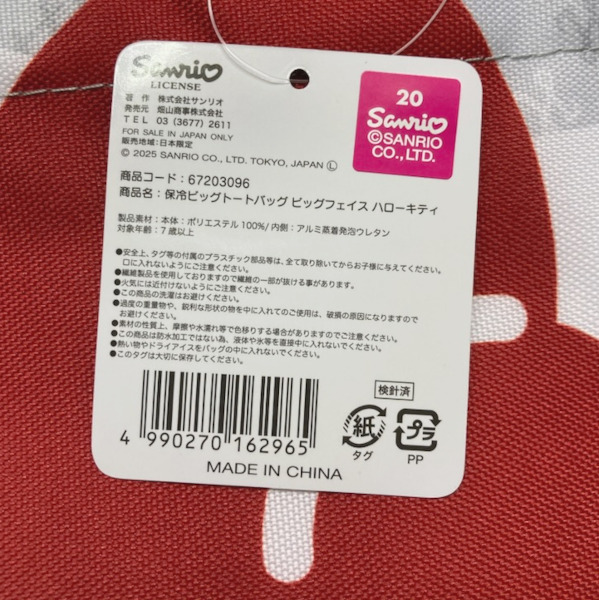 Sanrio
LICENSE
著 作 株式会社サンリオ
発売元 畑山商事株式会社
TEL 03 (3677) 2611
FOR SALE IN JAPAN ONLY
販売地域:日本限定
© 2025 SANRIO CO., LTD. TOKYO, JAPAN Ⓛ
20
Sanrio
©SANRIO
CO., LTD.
商品コード：67203096
商品名：保冷ビッグトートバッグ ビッグフェイス ハローキティ
製品素材：本体：ポリエステル 100%/ 内側：アルミ蒸着発泡ウレタン
対象年齢：7 歳以上
●安全上、タグ等の付属のプラスチック部品等は、全て取り除いてからお子様に与えてください。
口に入れないようにご注意ください。
●繊維製品を使用しておりますので繊維の一部が抜ける事があります。
●火気には近付けないようにご注意ください。
●この商品の洗濯はお避けください。
●過度の重量物や、鋭利な形状の物を中に入れてのご使用は、破損の原因になりますので
お避けください。
●素材の性質上、摩擦や水濡れ等で色移りする場合がありますのでご注意ください。
●この商品は防水加工ではない為、液体や氷等を直接中に入れないでください。
●熱い物やドライアイスをバッグの中に入れないでください。
●このタグは大切に保存してください。
検針済
4 990270 162965
紙
タグ
プラ
PP
MADE IN CHINA